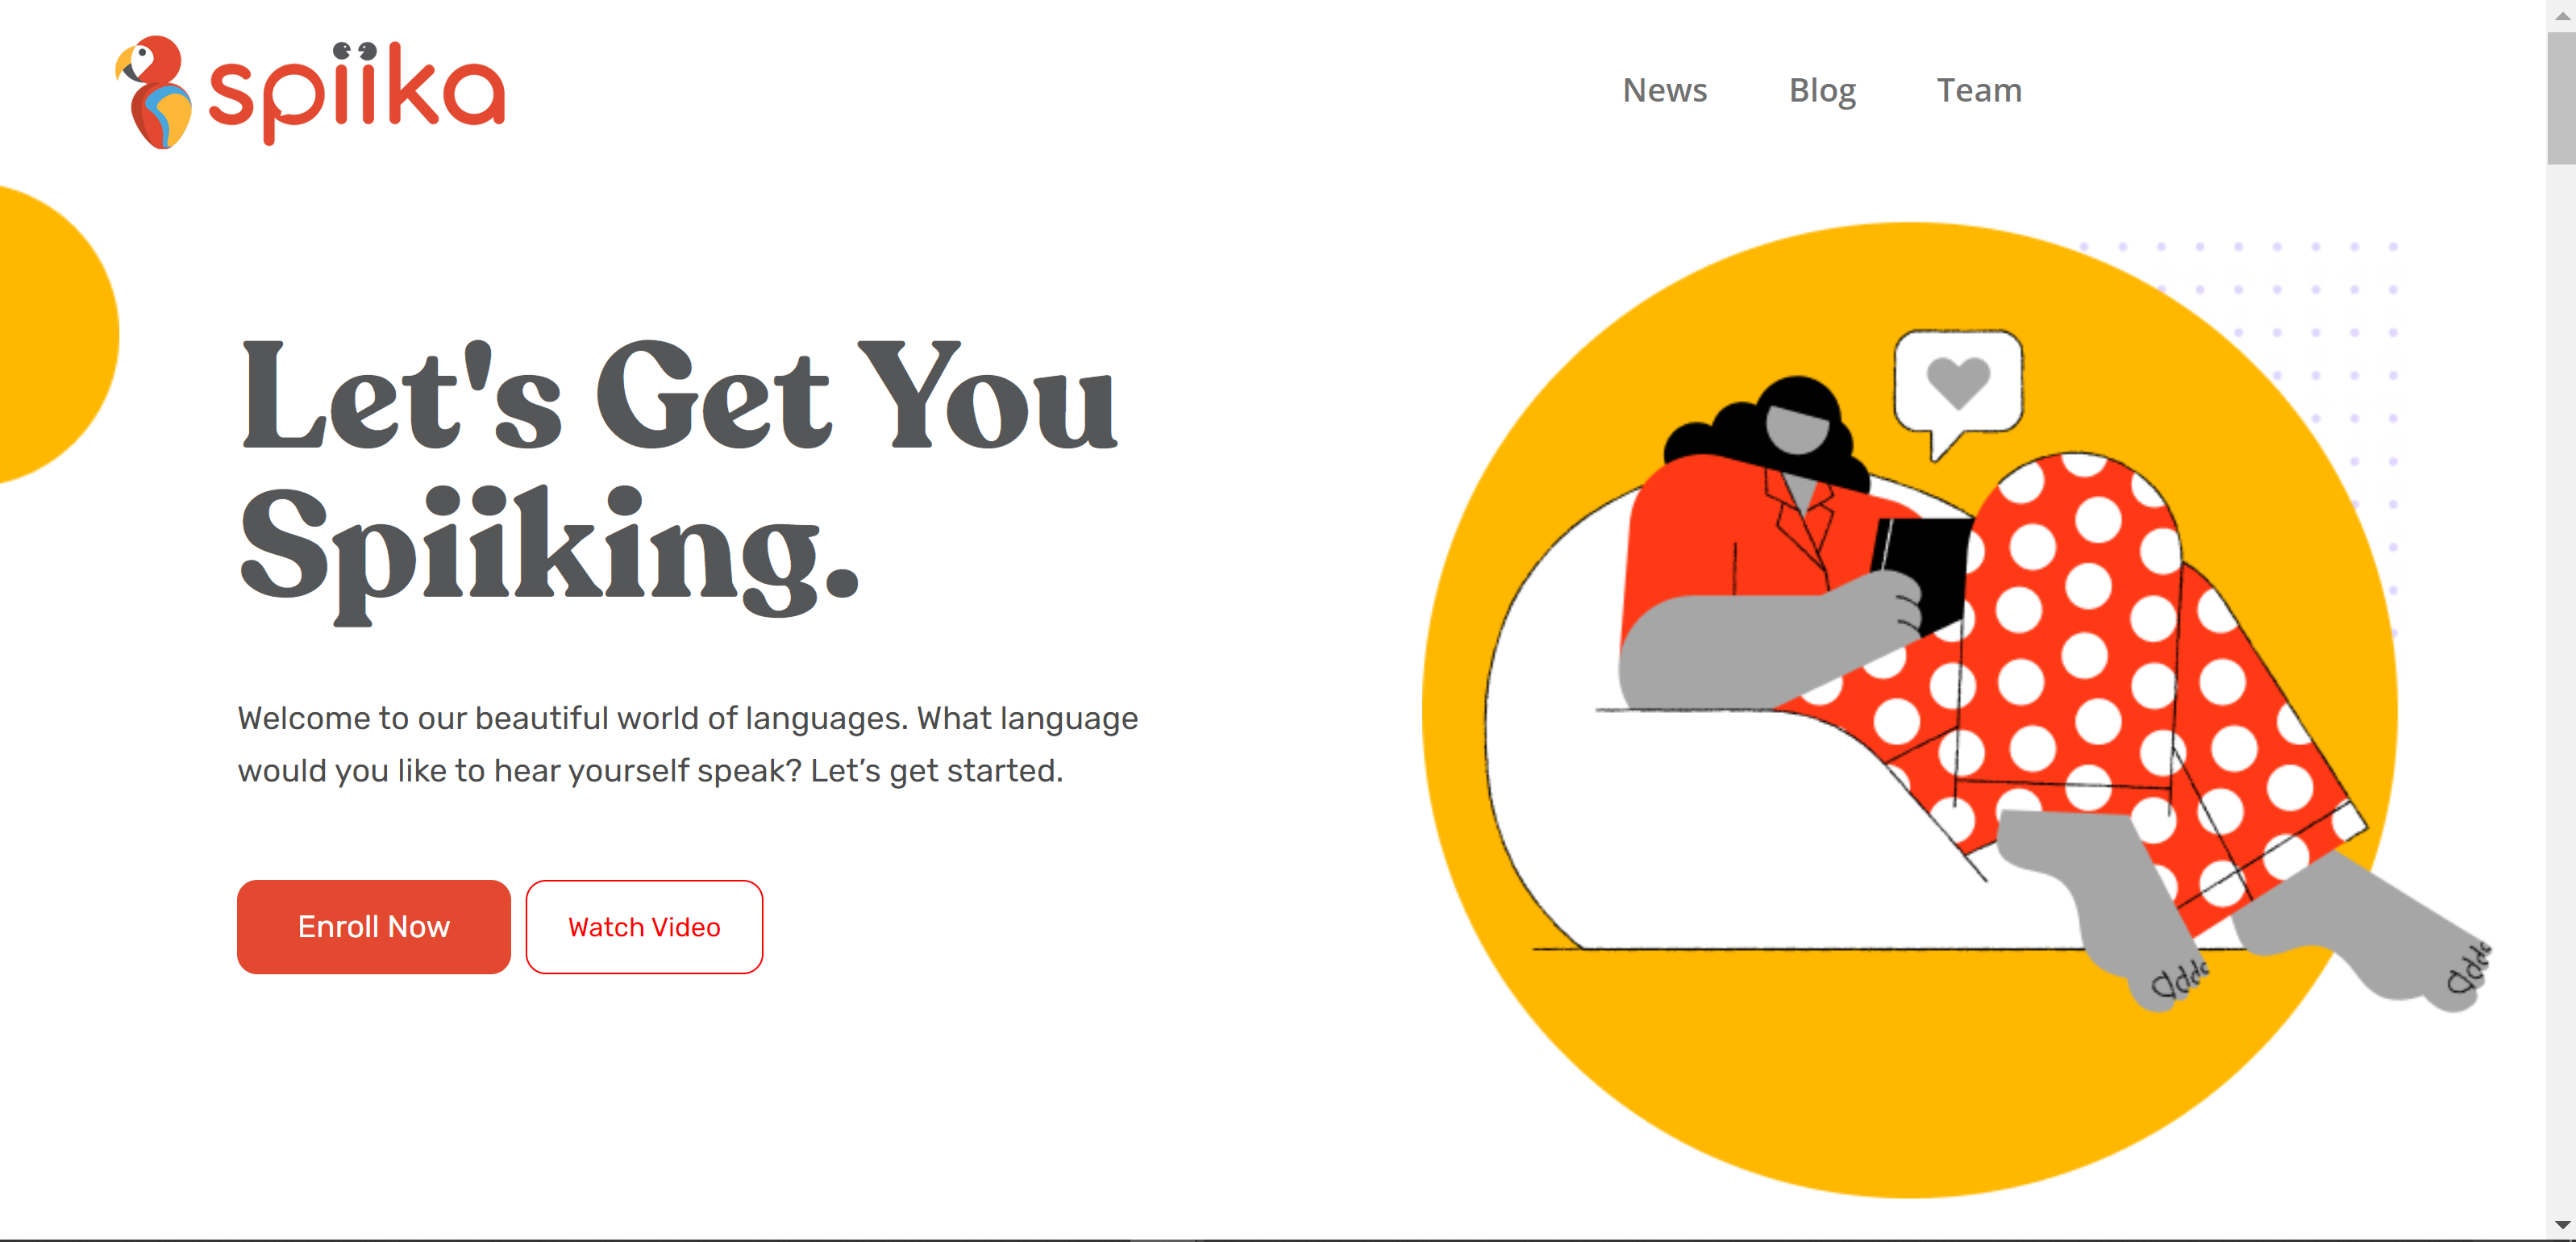 spiika
News Blog Team
Let's Get You
Spiiking.
Welcome to our beautiful world of languages. What language
would you like to hear yourself speak? Let’s get started.
Enroll Now Watch Video